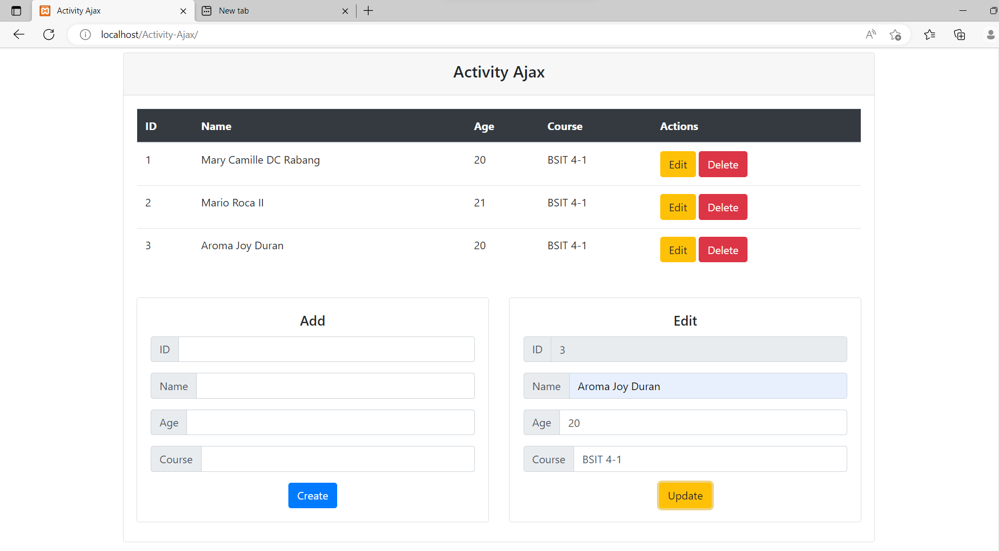 Activity Ajax
New tab
localhost/Activity-Ajax/
Activity Ajax
ID Name Age Course Actions
1 Mary Camille DC Rabang 20 BSIT 4-1 Edit Delete
2 Mario Roca II 21 BSIT 4-1 Edit Delete
3 Aroma Joy Duran 20 BSIT 4-1 Edit Delete
Add
ID
Name
Age
Course
Create
Edit
ID 3
Name Aroma Joy Duran
Age 20
Course BSIT 4-1
Update